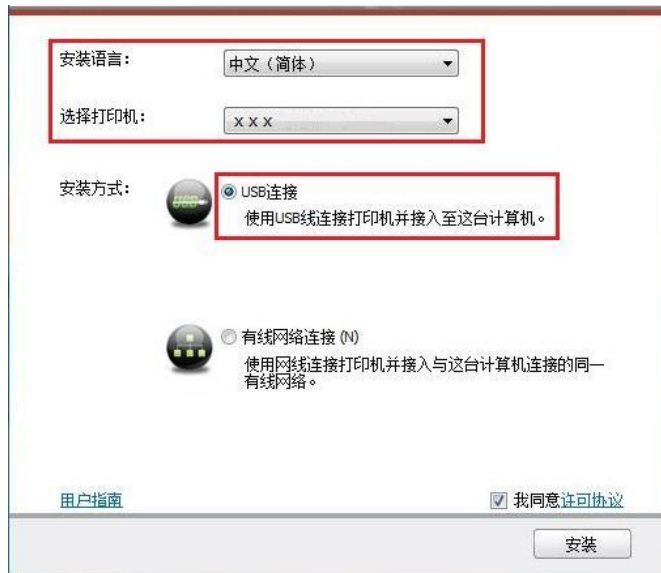 安装语言：
中文（简体）
选择打印机：
xxx
安装方式：
USB
USB连接
使用USB线连接打印机并接入至这台计算机。
有线网络连接 (N)
使用网线连接打印机并接入与这台计算机连接的同一
有线网络。
用户指南
我同意许可协议
安装